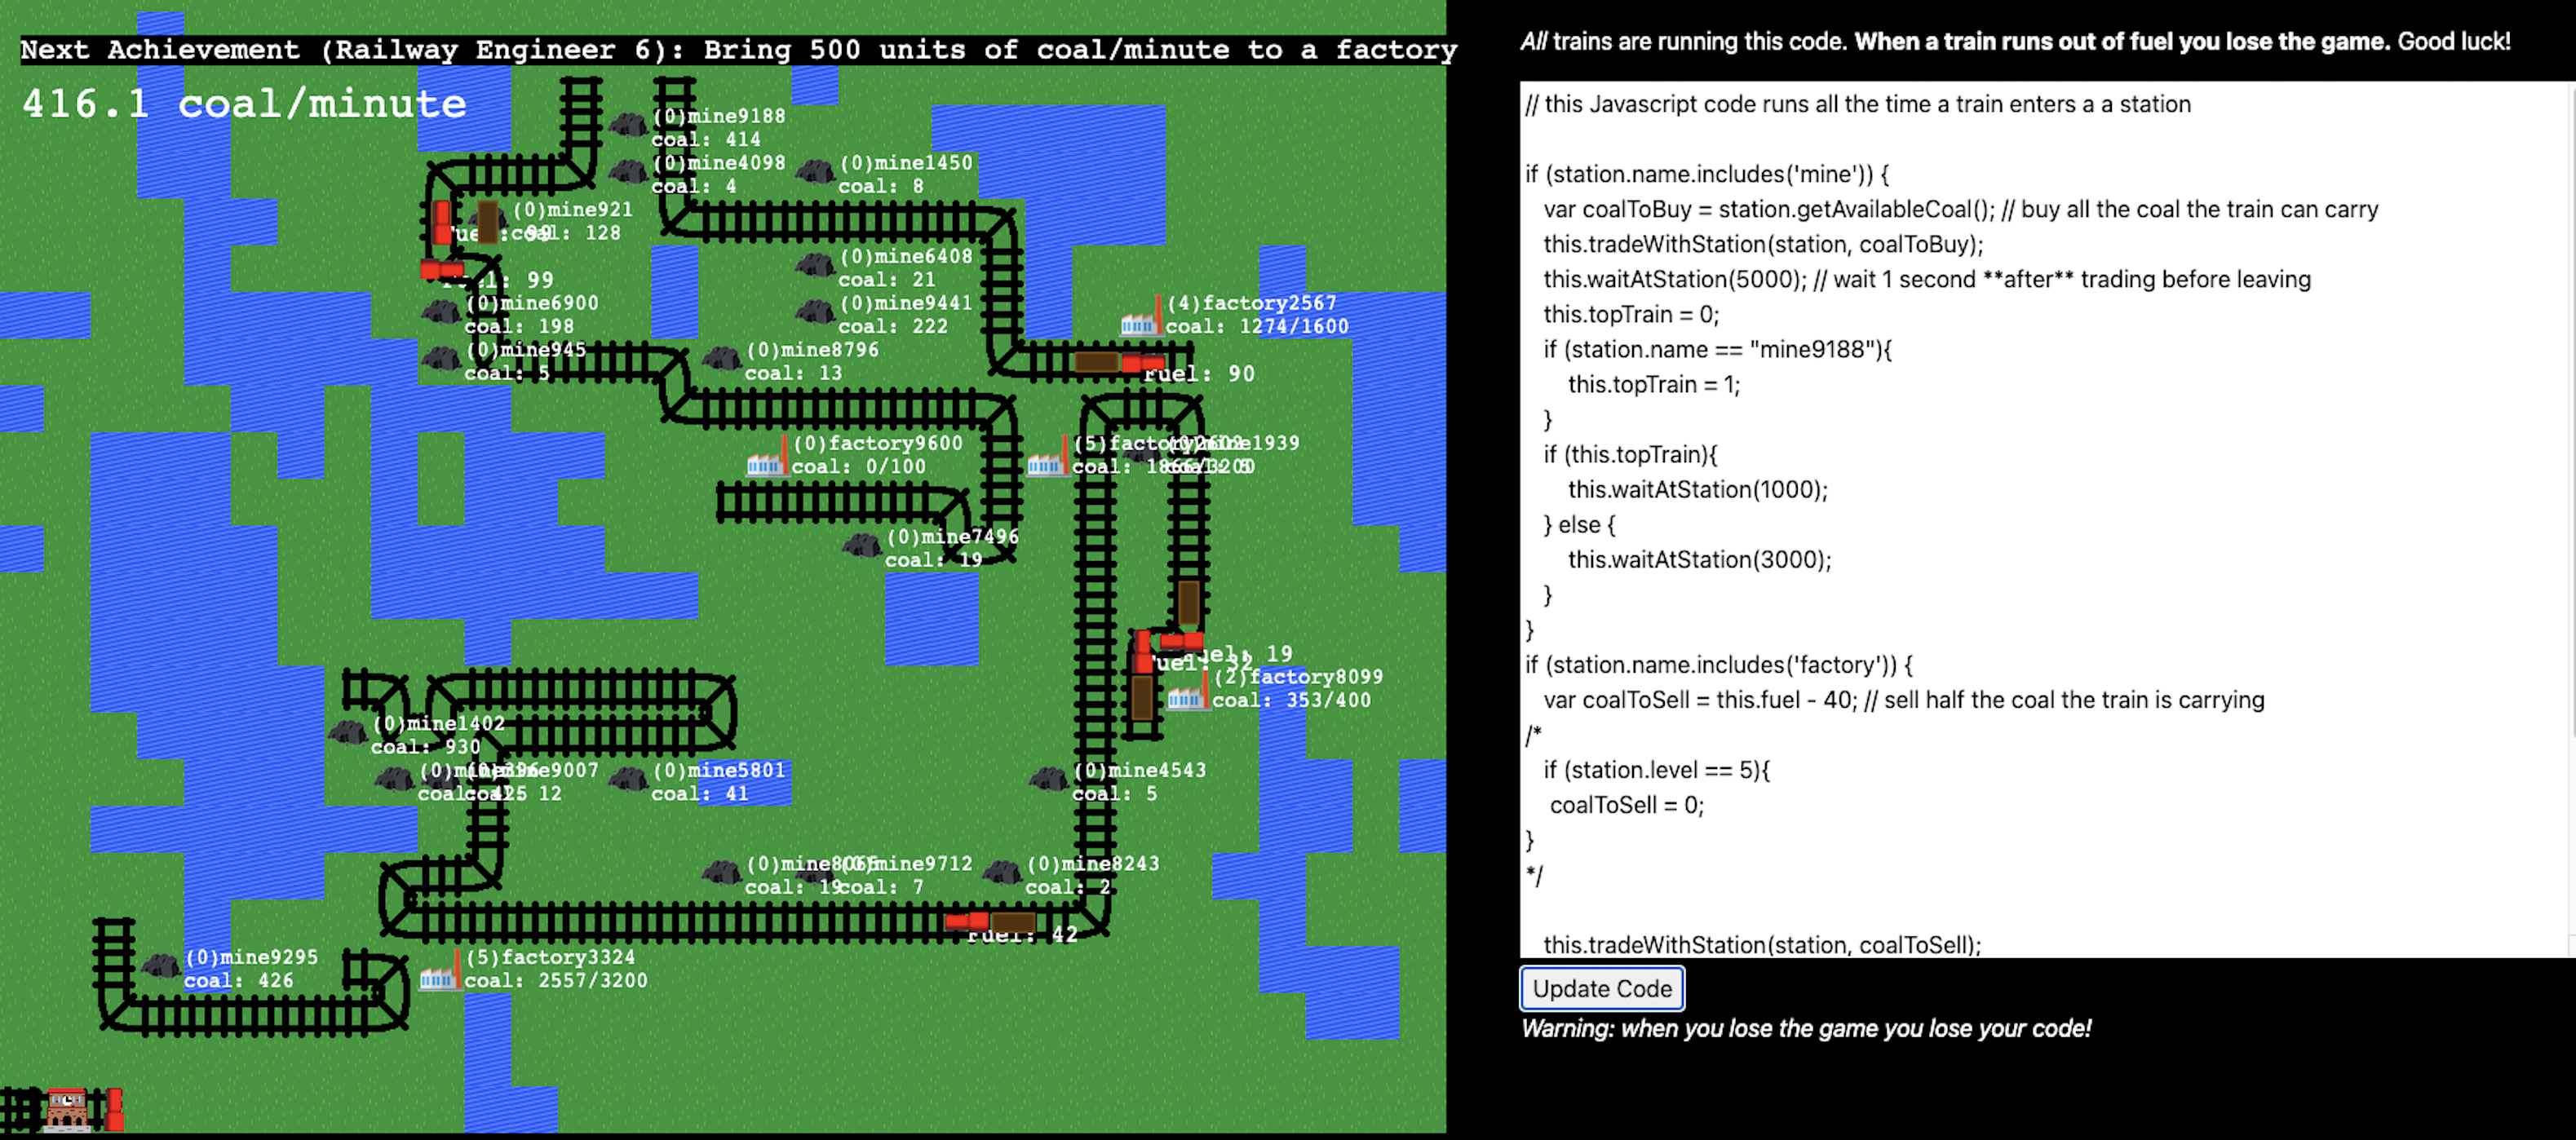 Next Achievement (Railway Engineer 6): Bring 500 units of coal/minute to a factory
416.1 coal/minute
(0)mine9188
coal: 414
(0)mine4098
coal: 4
(0)mine1450
coal: 8
(0)mine921
coal: 128
Fuel: 99
(0)mine6408
coal: 21
(0)mine6900
coal: 198
(0)mine9441
coal: 222
(4)factory2567
coal: 1274/1600
(0)mine945
coal: 5
(0)mine8796
coal: 13
Fuel: 90
(0)factory9600
coal: 0/100
(0)mine7496
coal: 19
Fuel: 19
(2)factory8099
coal: 353/400
(0)mine1402
coal: 930
(0)mine5801
coal: 41
(0)mine4543
coal: 5
(0)mine9712
coal: 7
(0)mine8243
coal: 2
Fuel: 42
(0)mine9295
coal: 426
(5)factory3324
coal: 2557/3200
All trains are running this code. When a train runs out of fuel you lose the game. Good luck!
// this Javascript code runs all the time a train enters a a station
if (station.name.includes('mine')) {
var coalToBuy = station.getAvailableCoal(); // buy all the coal the train can carry
this.tradeWithStation(station, coalToBuy);
this.waitAtStation(5000); // wait 1 second **after** trading before leaving
this.topTrain = 0;
if (station.name == "mine9188"){
this.topTrain = 1;
}
if (this.topTrain){
this.waitAtStation(1000);
} else {
this.waitAtStation(3000);
}
}
if (station.name.includes('factory')) {
var coalToSell = this.fuel - 40; // sell half the coal the train is carrying
/*
if (station.level == 5){
coalToSell = 0;
}
*/
this.tradeWithStation(station, coalToSell);
Update Code
Warning: when you lose the game you lose your code!